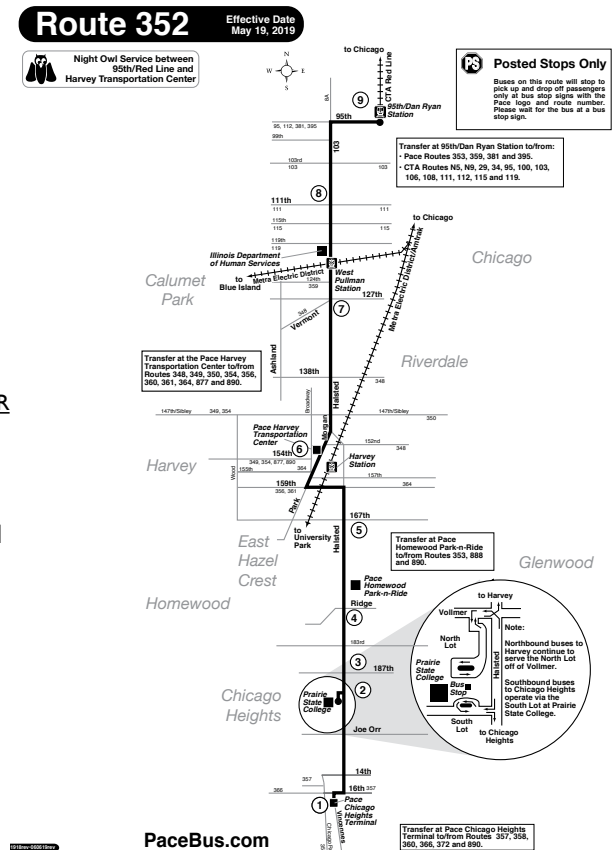 Route 352
Effective Date
May 19, 2019
Night Owl Service between
95th/Red Line and
Harvey Transportation Center
N
W
E
S
to Chicago
CTA Red Line
PS
Posted Stops Only
Buses on this route will stop to
pick up and drop off passengers
only at bus stop signs with the
Pace logo and route number.
Please wait for the bus at a bus
stop sign.
8A
9
95th/Dan Ryan
Station
95th
95, 112, 381, 395
99th
103
Transfer at 95th/Dan Ryan Station to/from:
· Pace Routes 353, 359, 381 and 395.
· CTA Routes N5, N9, 29, 34, 95, 100, 103,
106, 108, 111, 112, 115 and 119.
103rd
103
103
8
111th
111
111
115th
115
115
119th
119
to Chicago
Illinois Department
of Human Services
Metra Electric District
to
Blue Island
West
Pullman
Station
Metra Electric District/Amtrak
Chicago
Calumet
Park
124th
359
127th
7
348
Vermont
Transfer at the Pace Harvey
Transportation Center to/from
Routes 348, 349, 350, 354, 356,
360, 361, 364, 877 and 890.
Ashland
138th
348
Riverdale
Halsted
R
Broadway
147th/Sibley
349, 354
147th/Sibley
350
Morgan
Pace Harvey
Transportation
Center
6
152nd
348
154th
349, 354, 877, 890
Harvey
Station
Harvey
Wood
155th
364
157th
159th
356, 361
364
Park
167th
5
to
University
Park
Halsted
East
Hazel
Crest
Transfer at Pace
Homewood Park-n-Ride
to/from Routes 353, 888
and 890.
Glenwood
Pace
Homewood
Park-n-Ride
Homewood
Ridge
4
183rd
3
187th
2
Prairie
State
College
Chicago
Heights
Joe Orr
to Harvey
Vollmer
Note:
North
Lot
Northbound buses to
Harvey continue to
serve the North Lot
off of Vollmer.
Halsted
Prairie
State
College
Bus
Stop
Southbound buses
to Chicago Heights
operate via the
South Lot at Prairie
State College.
South
Lot
to Chicago
Heights
14th
357
366
16th
357
1
Pace
Chicago
Heights
Terminal
Vincennes
Transfer at Pace Chicago Heights
Terminal to/from Routes 357, 358,
360, 366, 372 and 890.
PaceBus.com